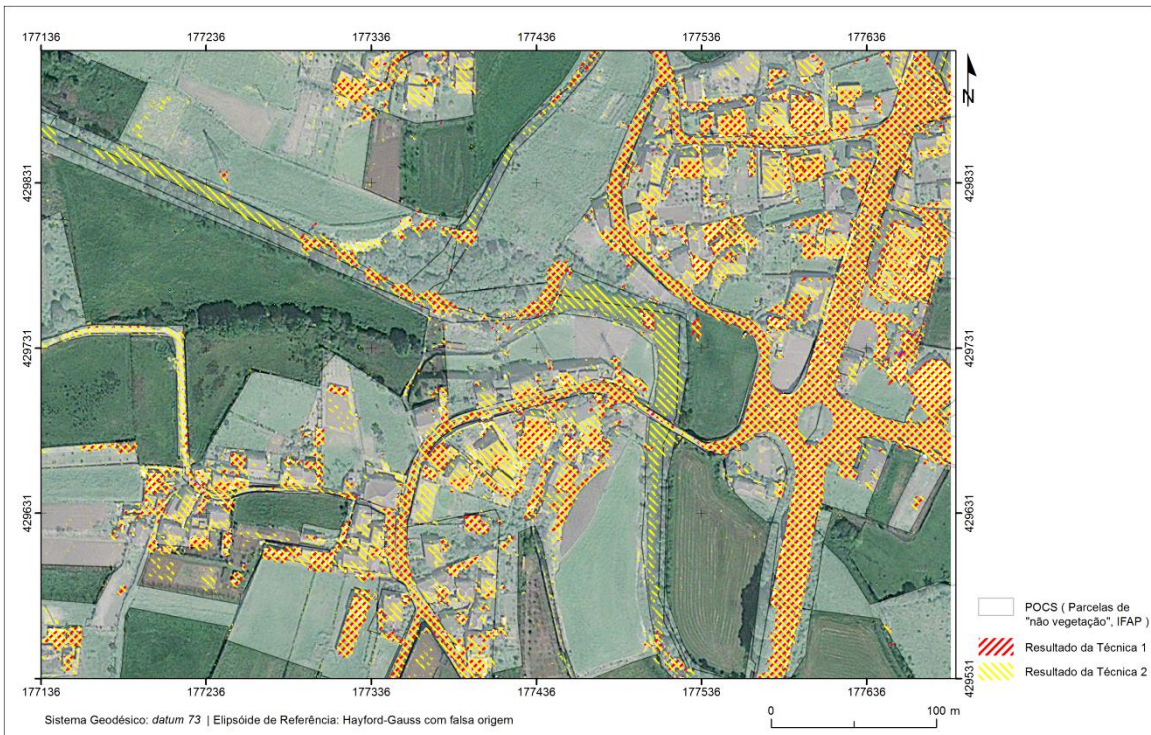 177136 177236 177336 177436 177536 177636
N
429831 429831
429731 429731
429631 429631
429531
POCS ( Parcelas de
"não vegetação", IFAP )
Resultado da Técnica 1
Resultado da Técnica 2
177136 177236 177336 177436 177536 177636
Sistema Geodésico: datum 73 | Elipsóide de Referência: Hayford-Gauss com falsa origem
0 100 m